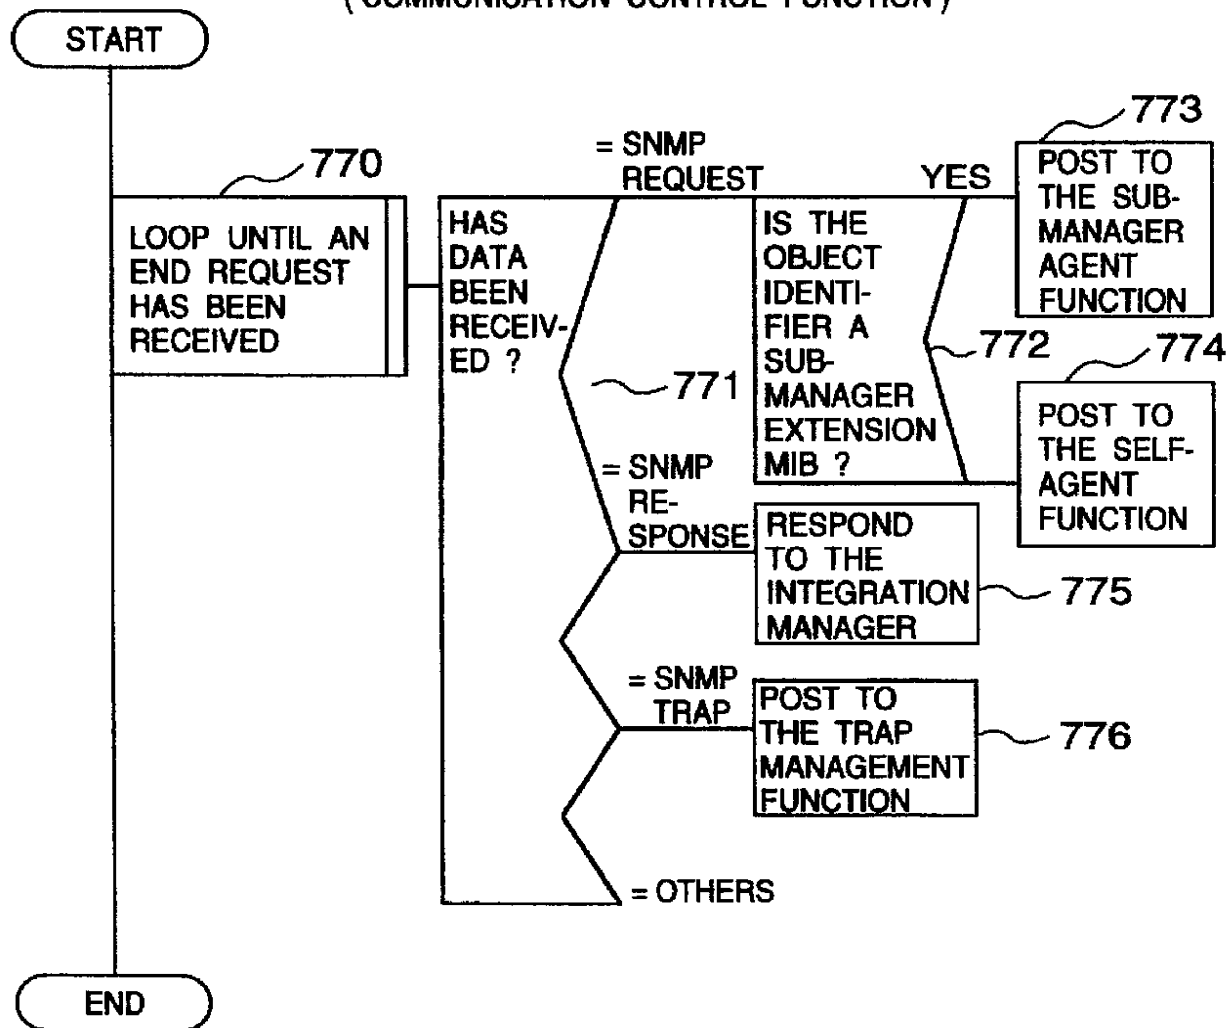 ( COMMUNICATION CONTROL FUNCTION )
START
770
LOOP UNTIL AN
END REQUEST
HAS BEEN
RECEIVED
HAS
DATA
BEEN
RECEIV-
ED ?
771
= SNMP
REQUEST
IS THE
OBJECT
IDENTI-
FIER A
SUB-
MANAGER
EXTENSION
MIB ?
YES
772
773
POST TO
THE SUB-
MANAGER
AGENT
FUNCTION
774
POST TO
THE SELF-
AGENT
FUNCTION
= SNMP
RE-
SPONSE
RESPOND
TO THE
INTEGRATION
MANAGER
775
= SNMP
TRAP
POST TO
THE TRAP
MANAGEMENT
FUNCTION
776
= OTHERS
END